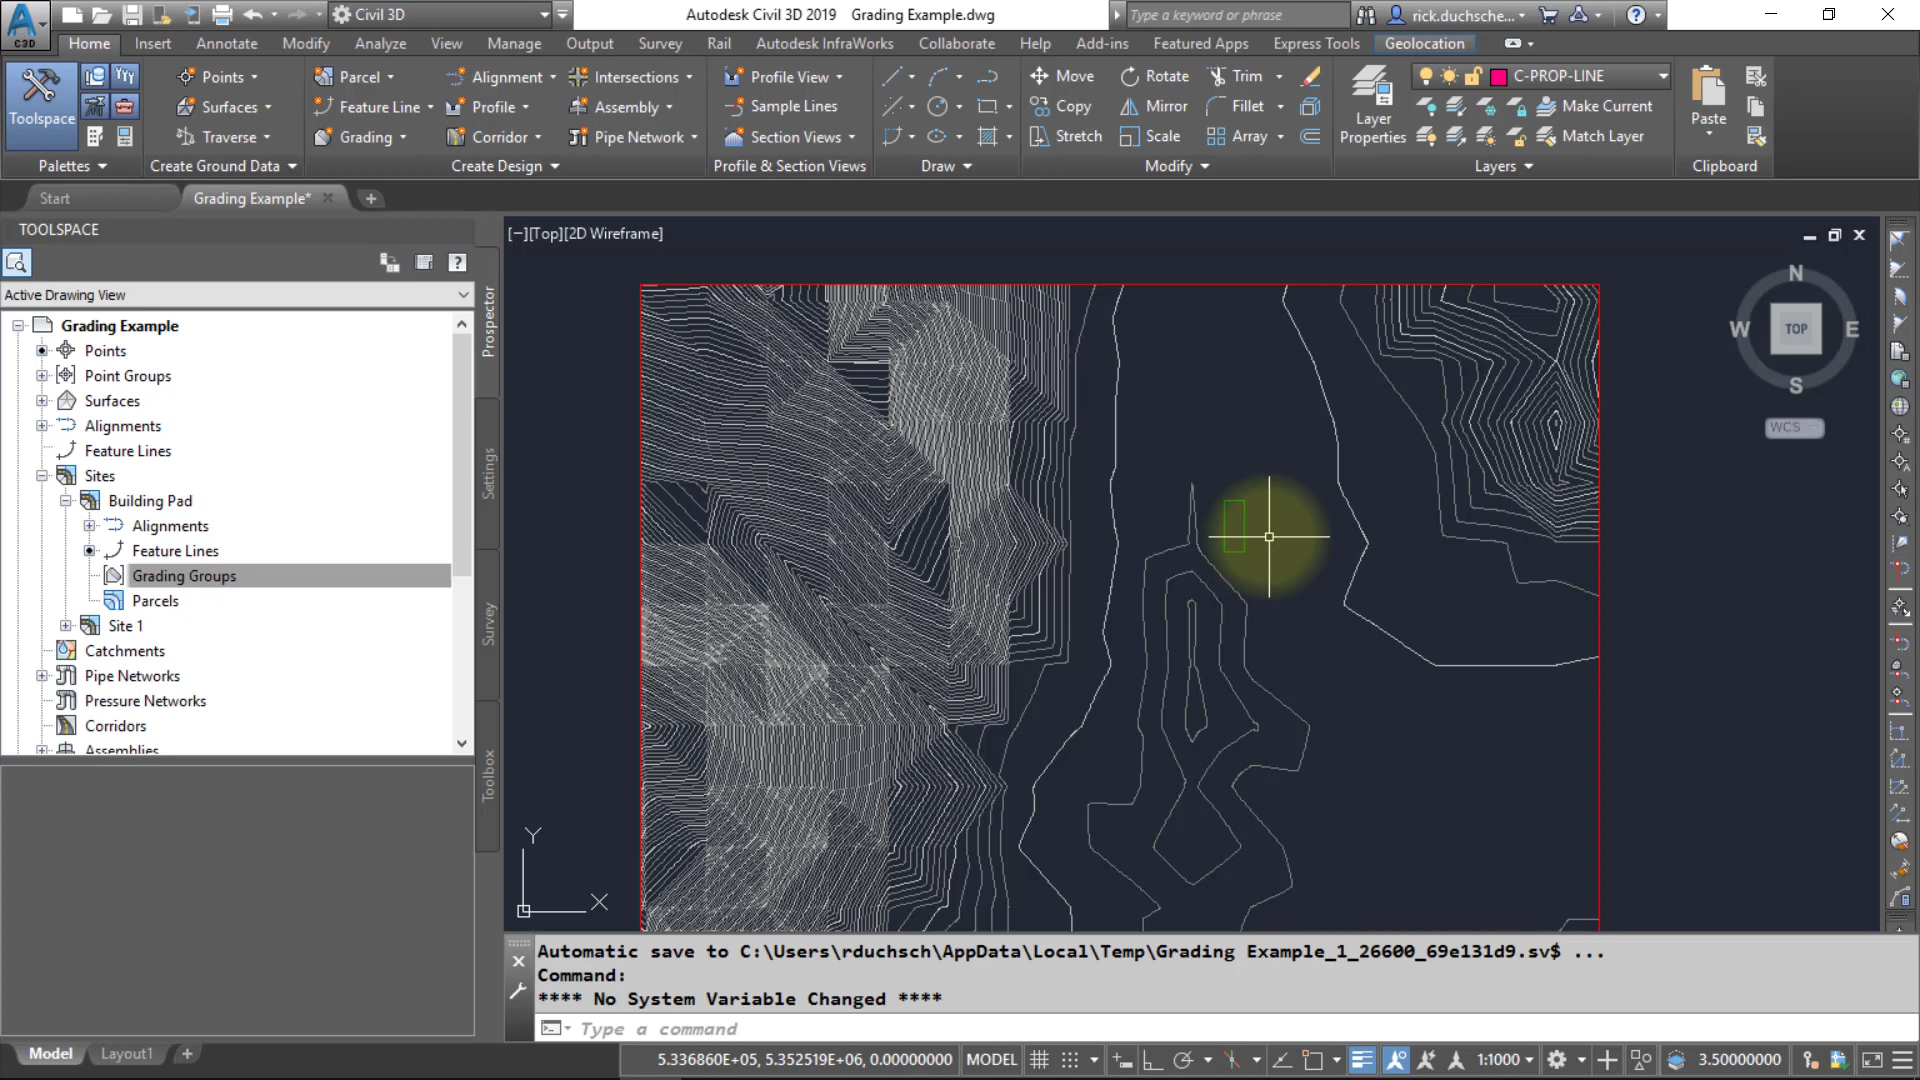 C3D
Civil 3D
Autodesk Civil 3D 2019 Grading Example.dwg
Type a keyword or phrase
rick.duchsche...
Home Insert Annotate Modify Analyze View Manage Output Survey Rail Autodesk InfraWorks Collaborate Help Add-ins Featured Apps Express Tools Geolocation
Toolspace
Points
Surfaces
Traverse
Parcel
Feature Line
Grading
Alignment
Profile
Corridor
Intersections
Assembly
Pipe Network
Profile View
Sample Lines
Section Views
Move
Copy
Stretch
Rotate
Mirror
Scale
Trim
Fillet
Array
Layer
Properties
C-PROP-LINE
Make Current
Match Layer
Paste
Palettes Create Ground Data Create Design Profile & Section Views Draw Modify Layers Clipboard
Start Grading Example*
TOOLSPACE
Active Drawing View
Grading Example
Points
Point Groups
Surfaces
Alignments
Feature Lines
Sites
Building Pad
Alignments
Feature Lines
Grading Groups
Parcels
Site 1
Catchments
Pipe Networks
Pressure Networks
Corridors
Assemblies
Prospector
Settings
Survey
Toolbox
[−][Top][2D Wireframe]
N
W TOP E
S
WCS
Y
X
Automatic save to C:\Users\rduchsch\AppData\Local\Temp\Grading Example_1_26600_69e131d9.sv$ ...
Command:
**** No System Variable Changed ****
Type a command
Model Layout1
5.336860E+05, 5.352519E+06, 0.00000000 MODEL 1:1000 3.50000000